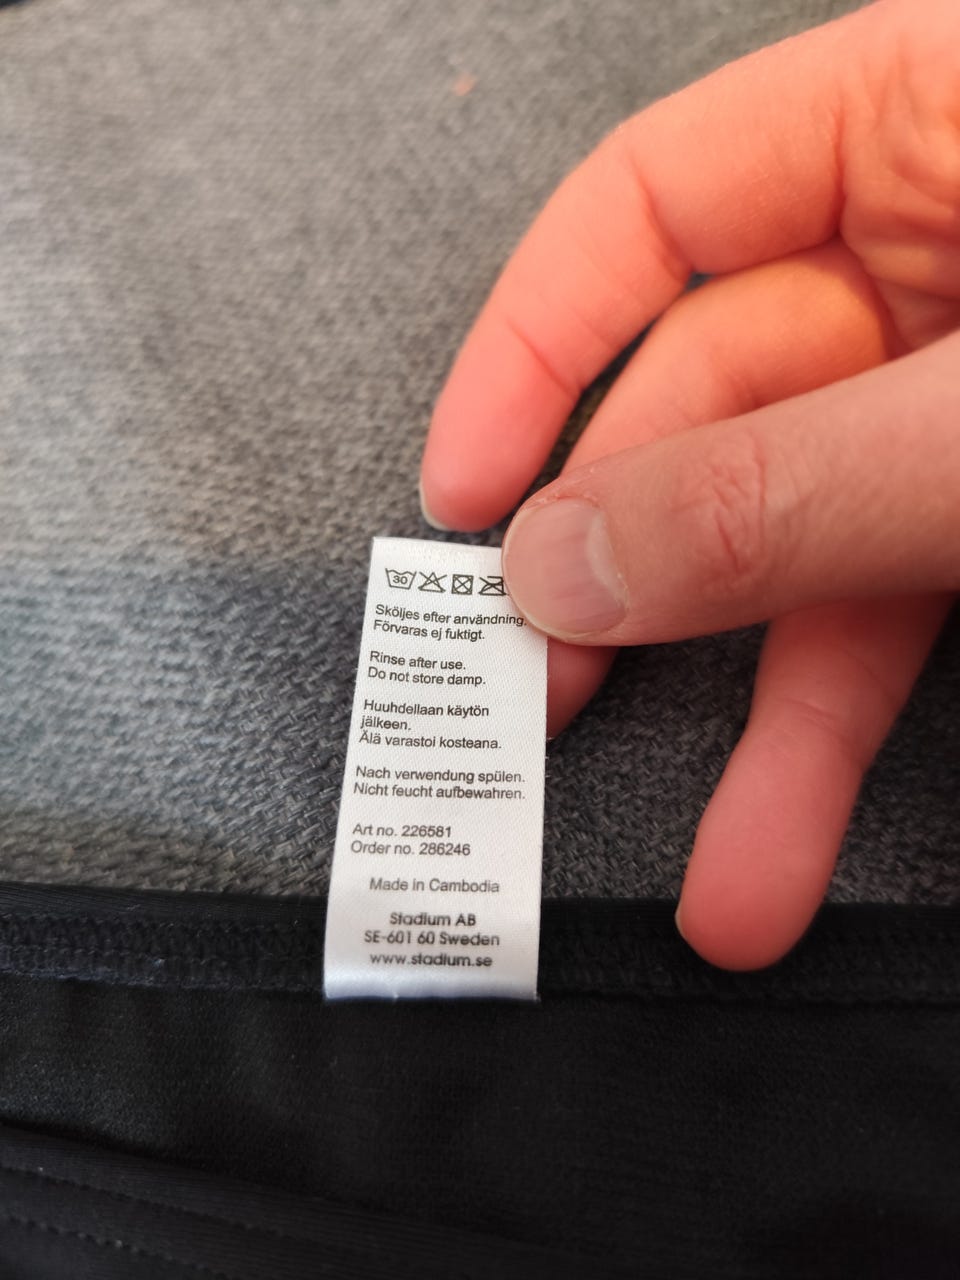 30
Sköljes efter användning.
Förvaras ej fuktigt.
Rinse after use.
Do not store damp.
Huuhdellaan käytön
jälkeen.
Älä varastoi kosteana.
Nach verwendung spülen.
Nicht feucht aufbewahren.
Art no. 226581
Order no. 286246
Made in Cambodia
Stadium AB
SE-601 60 Sweden
www.stadium.se